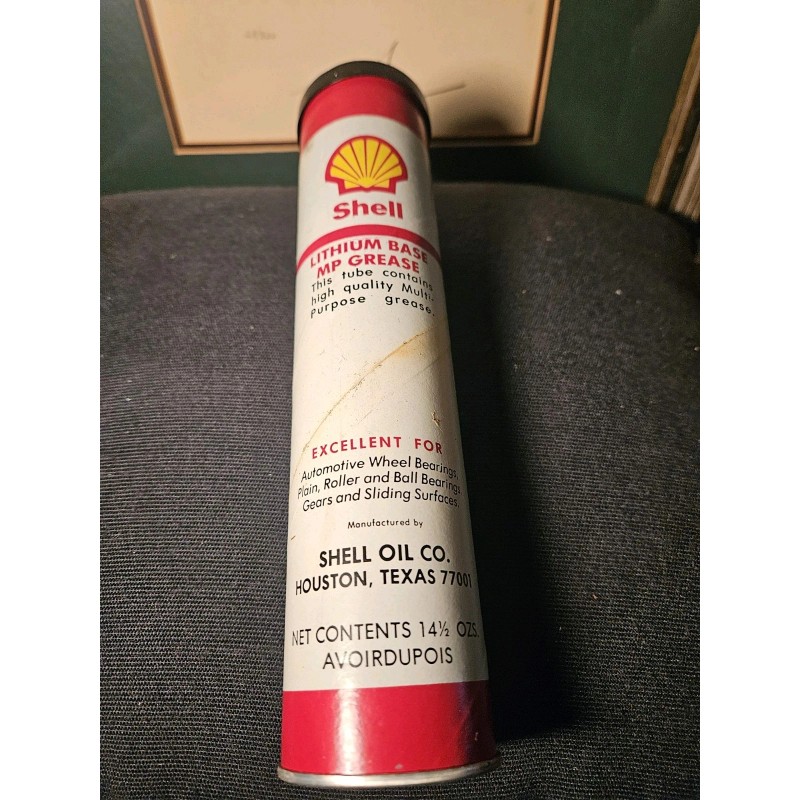 Shell
LITHIUM BASE
MP GREASE
This tube contains
high quality Multi-
Purpose grease.
EXCELLENT FOR
Automotive Wheel Bearings,
Plain, Roller and Ball Bearings
Gears and Sliding Surfaces.
Manufactured by
SHELL OIL CO.
HOUSTON, TEXAS 77001
NET CONTENTS 14½ OZS.
AVOIRDUPOIS